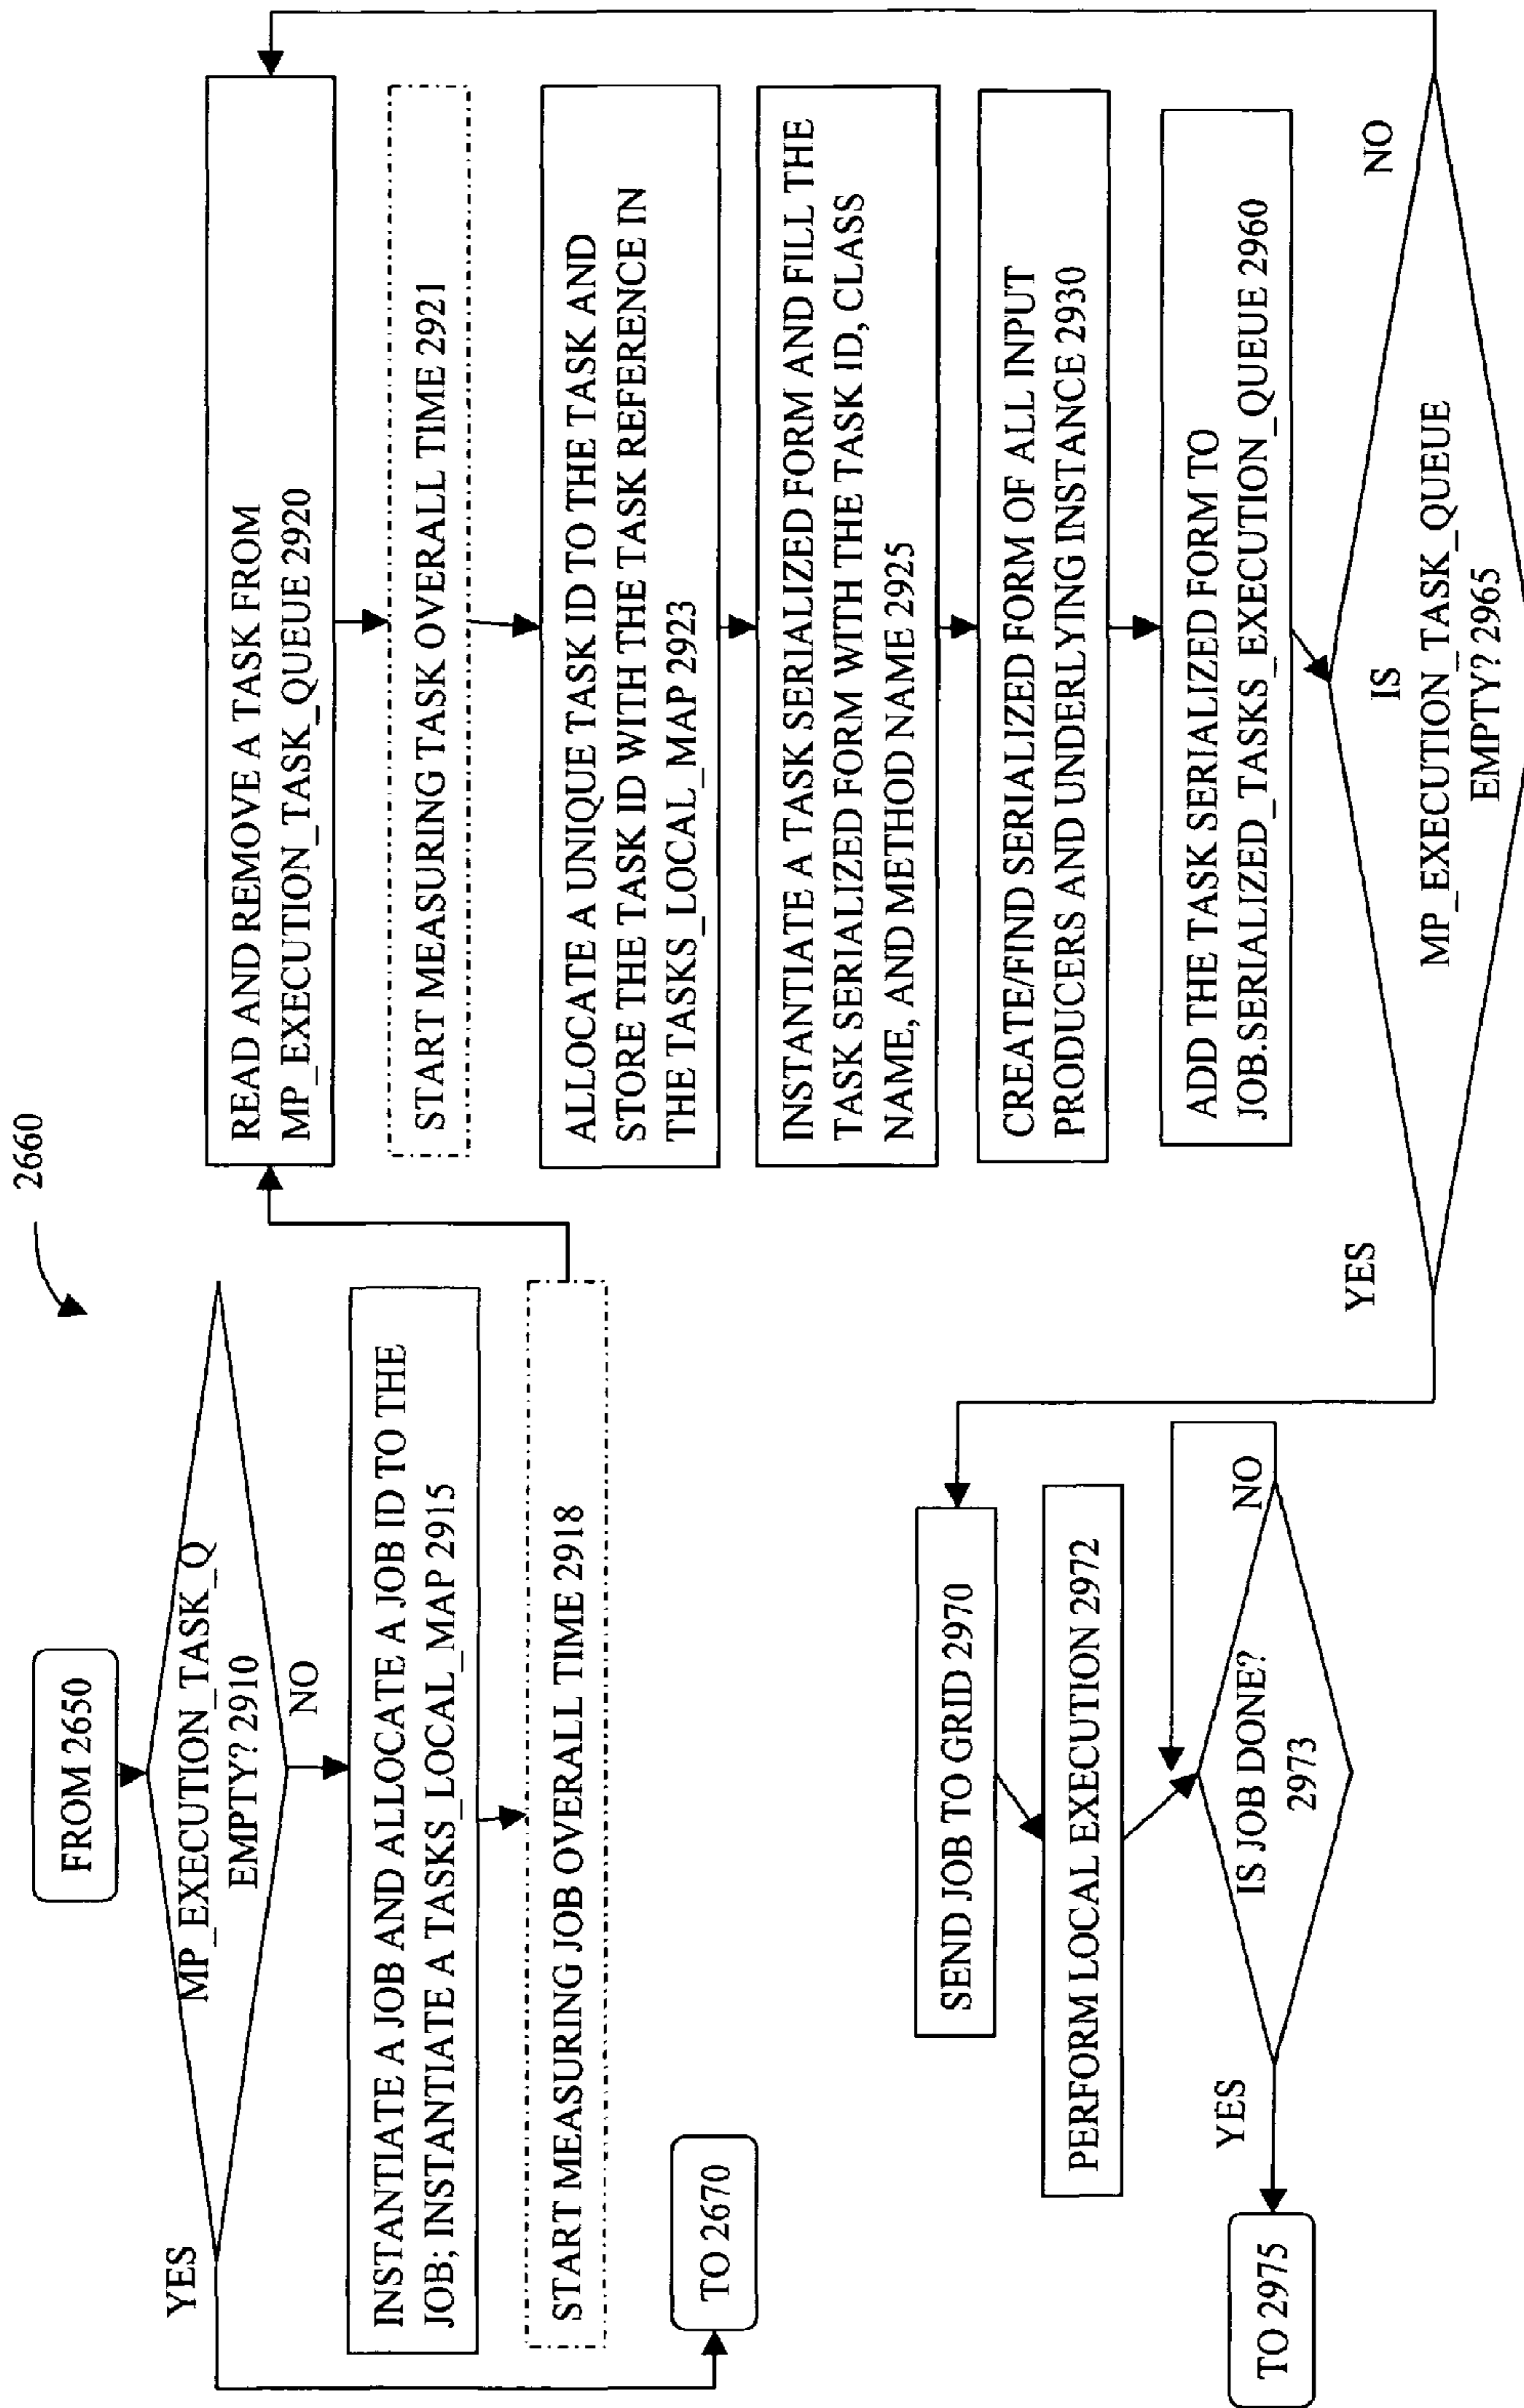 2660
FROM 2650
MP_EXECUTION_TASK_Q
EMPTY? 2910
YES
NO
INSTANTIATE A JOB AND ALLOCATE A JOB ID TO THE
JOB; INSTANTIATE A TASKS_LOCAL_MAP 2915
START MEASURING JOB OVERALL TIME 2918
TO 2670
READ AND REMOVE A TASK FROM
MP_EXECUTION_TASK_QUEUE 2920
START MEASURING TASK OVERALL TIME 2921
ALLOCATE A UNIQUE TASK ID TO THE TASK AND
STORE THE TASK ID WITH THE TASK REFERENCE IN
THE TASKS_LOCAL_MAP 2923
INSTANTIATE A TASK SERIALIZED FORM AND FILL THE
TASK SERIALIZED FORM WITH THE TASK ID, CLASS
NAME, AND METHOD NAME 2925
CREATE/FIND SERIALIZED FORM OF ALL INPUT
PRODUCERS AND UNDERLYING INSTANCE 2930
ADD THE TASK SERIALIZED FORM TO
JOB.SERIALIZED_TASKS_EXECUTION_QUEUE 2960
IS
MP_EXECUTION_TASK_QUEUE
EMPTY? 2965
YES
NO
SEND JOB TO GRID 2970
PERFORM LOCAL EXECUTION 2972
IS JOB DONE?
2973
NO
YES
TO 2975